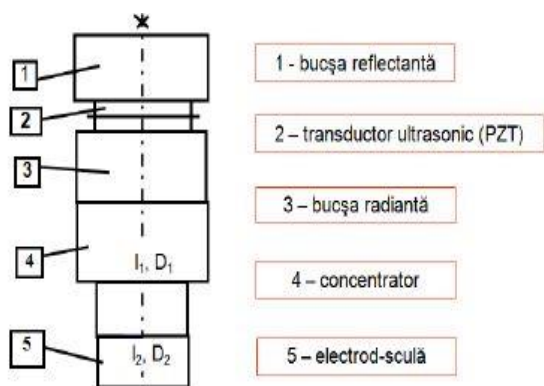 1
1 - bucşa reflectantă
2
2 – transductor ultrasonic (PZT)
3
3 – bucşa radiantă
4
l₁, D₁
4 – concentrator
5
l₂, D₂
5 – electrod-sculă